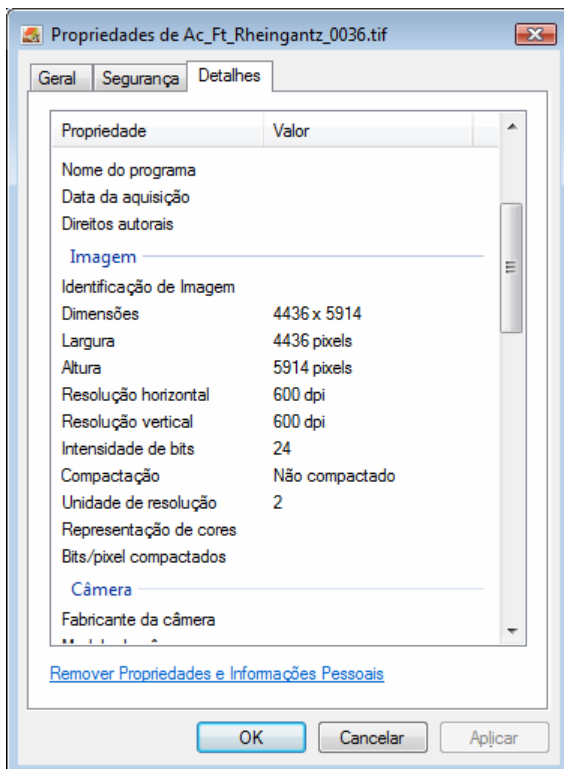 Propriedades de Ac_Ft_Rheingantz_0036.tif
Geral Segurança Detalhes
Propriedade Valor
Nome do programa
Data da aquisição
Direitos autorais
Imagem
Identificação de Imagem
Dimensões 4436 x 5914
Largura 4436 pixels
Altura 5914 pixels
Resolução horizontal 600 dpi
Resolução vertical 600 dpi
Intensidade de bits 24
Compactação Não compactado
Unidade de resolução 2
Representação de cores
Bits/pixel compactados
Câmera
Fabricante da câmera
Remover Propriedades e Informações Pessoais
OK Cancelar Aplicar